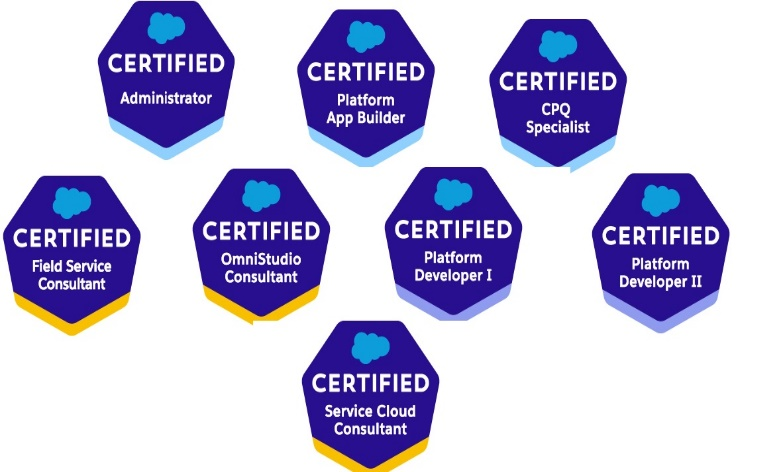 CERTIFIED
Administrator
CERTIFIED
Platform
App Builder
CERTIFIED
CPQ
Specialist
CERTIFIED
Field Service
Consultant
CERTIFIED
OmniStudio
Consultant
CERTIFIED
Platform
Developer I
CERTIFIED
Platform
Developer II
CERTIFIED
Service Cloud
Consultant